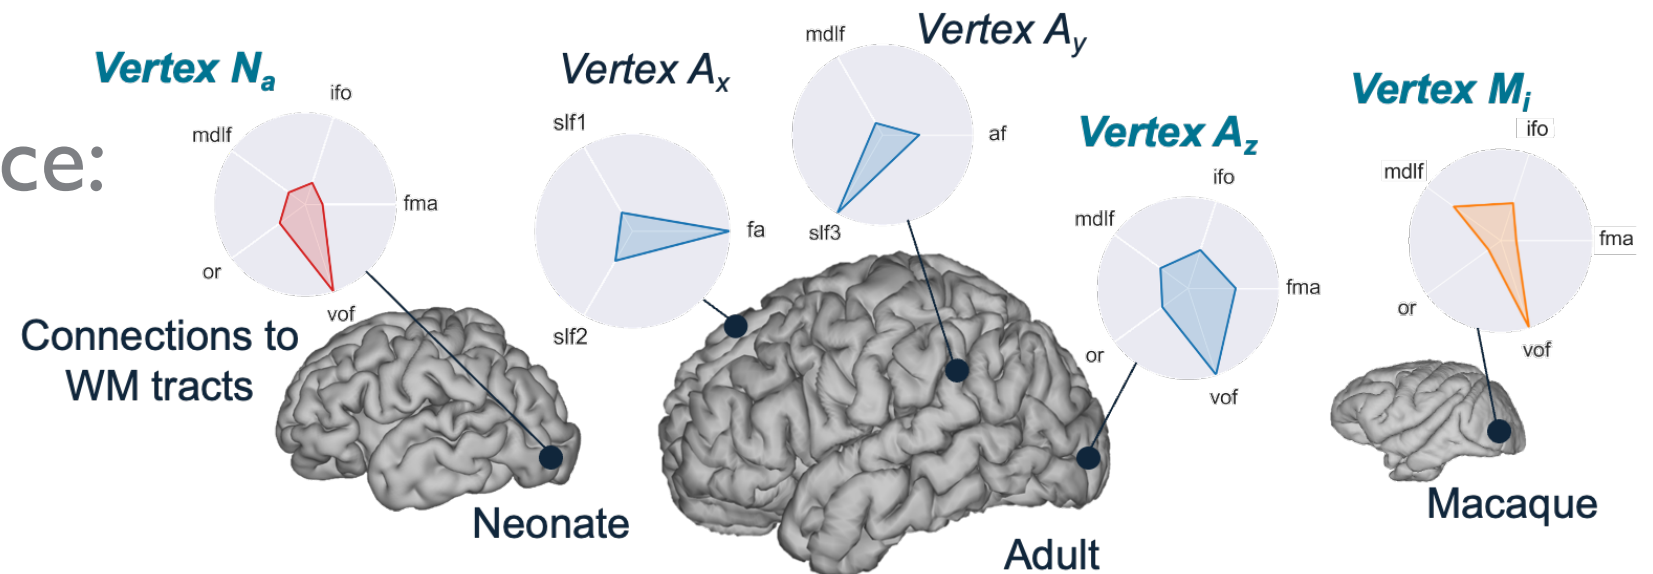 ce:
Vertex Na
ifo
mdlf
fma
or
vof
Connections to
WM tracts
Neonate
Vertex Ax
slf1
fa
slf2
Vertex Ay
mdlf
af
slf3
Vertex Az
ifo
mdlf
fma
or
vof
Adult
Vertex Mi
ifo
mdlf
fma
or
vof
Macaque